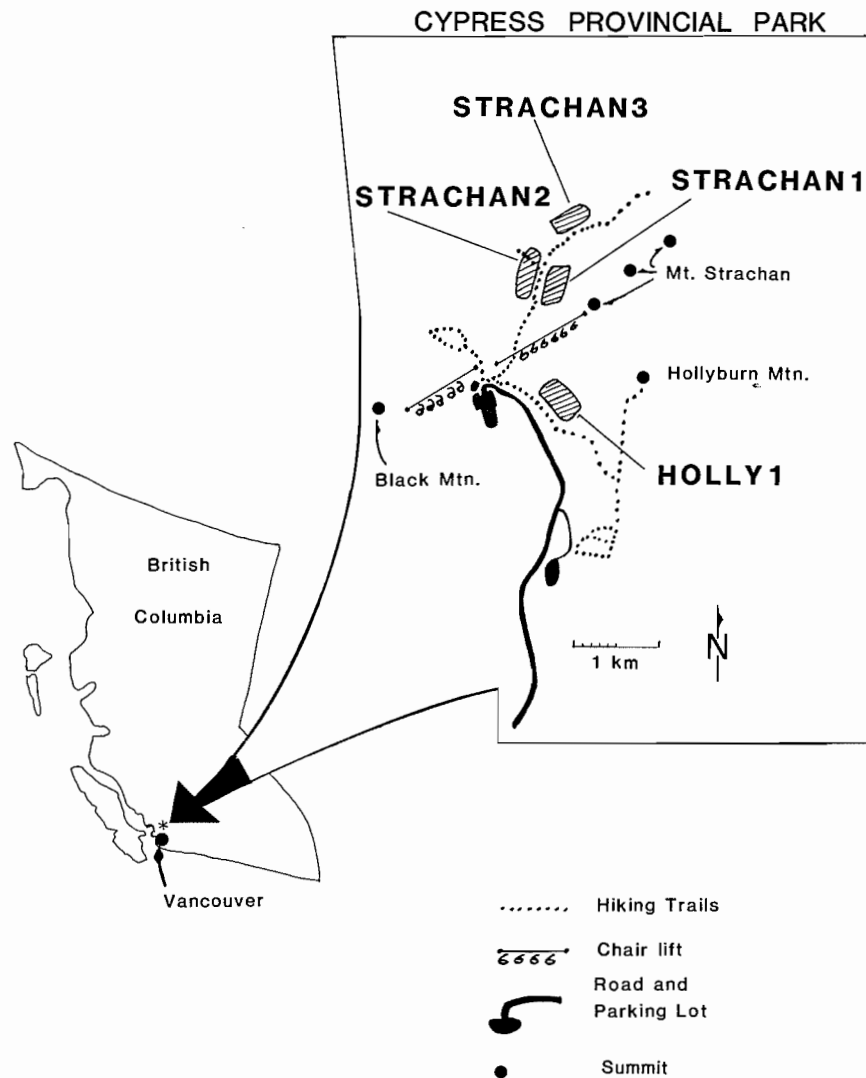 CYPRESS PROVINCIAL PARK
STRACHAN3
STRACHAN2
STRACHAN1
Mt. Strachan
Hollyburn Mtn.
Black Mtn.
HOLLY1
British
Columbia
1 km
N
*
Vancouver
Hiking Trails
Chair lift
Road and
Parking Lot
Summit